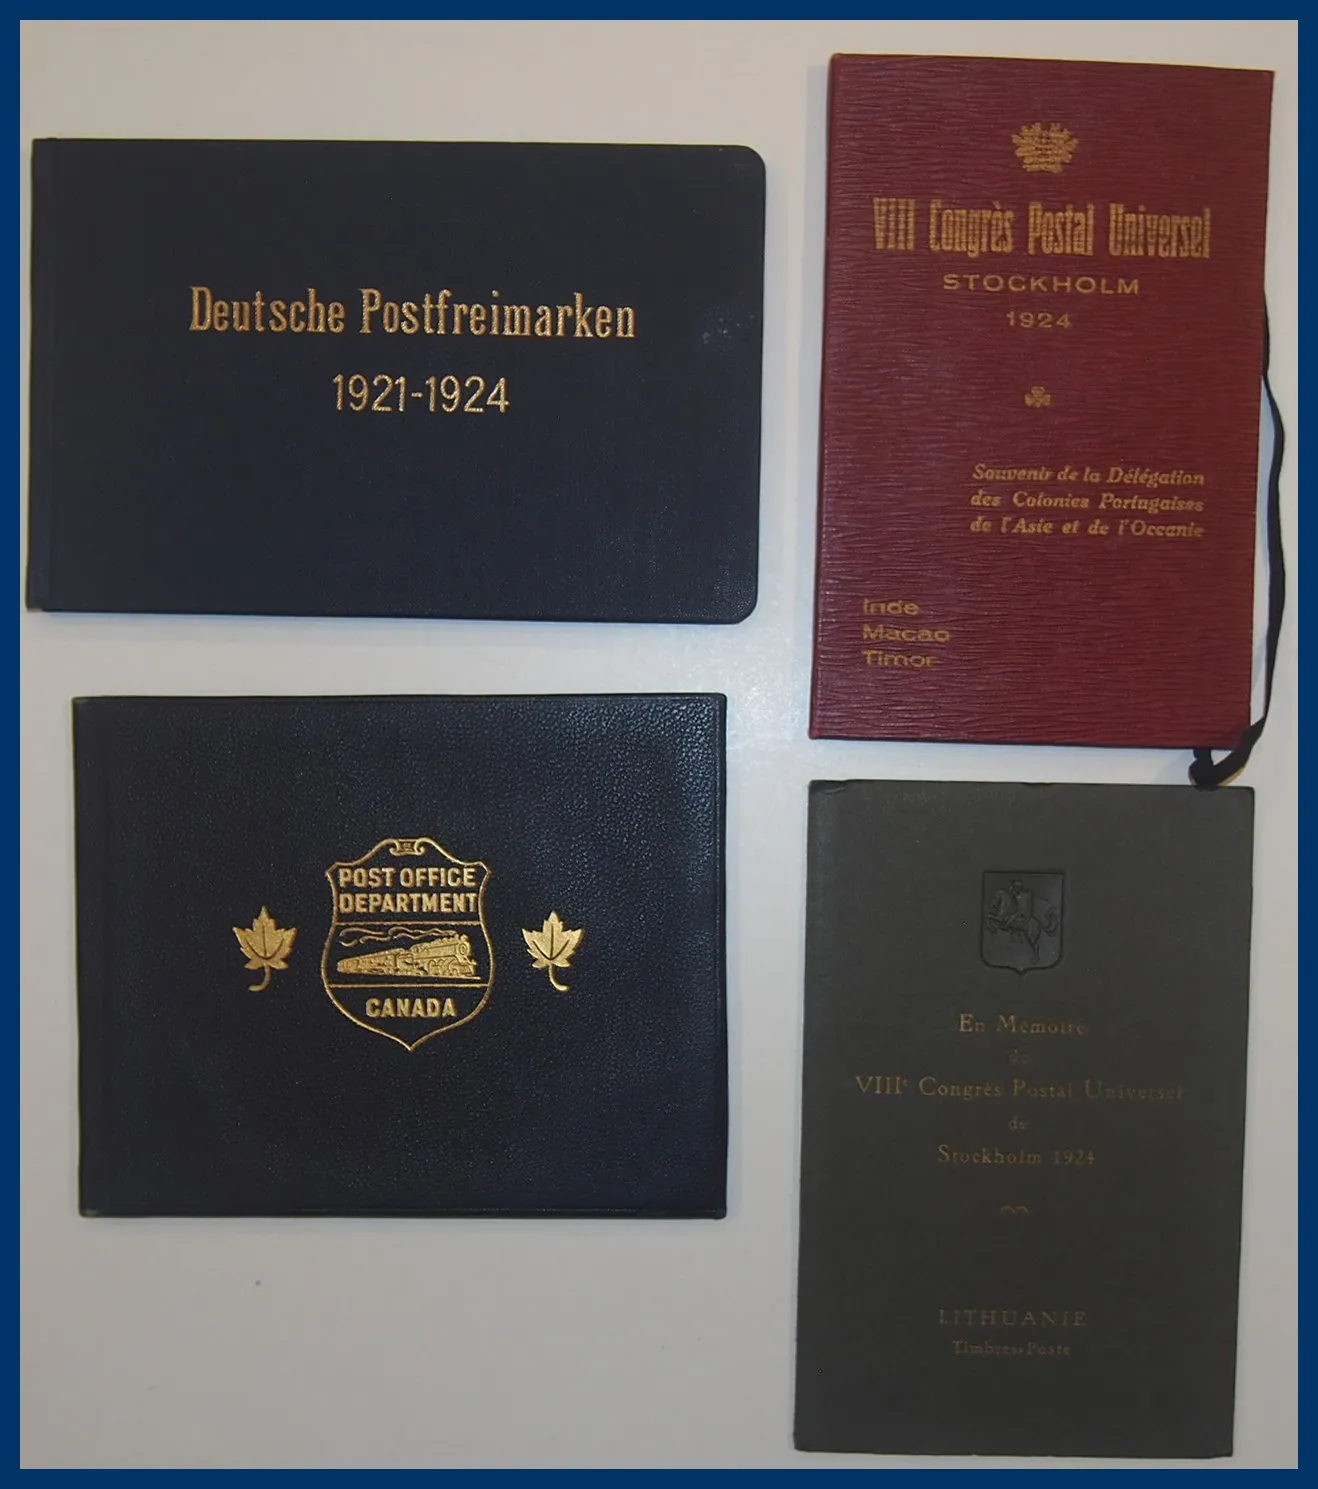 Deutsche Postfreimarken
1921-1924
VIII Congrès Postal Universel
STOCKHOLM
1924
Souvenir de la Délégation
des Colonies Portugaises
de l'Asie et de l'Occanie
Inde
Macao
Timor
POST OFFICE
DEPARTMENT
CANADA
En Mémoire
de
VIIIe Congrès Postal Universel
de
Stockholm 1924
LITHUANIE
Timbres-Poste